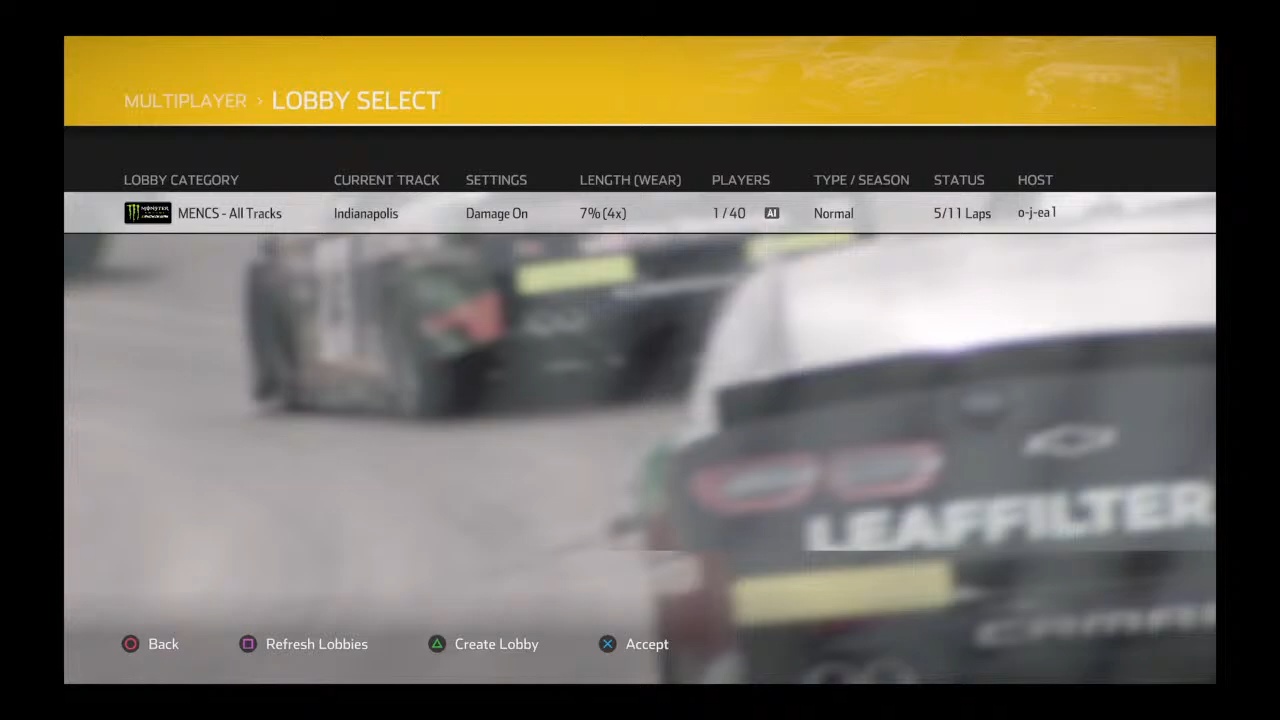 MULTIPLAYER › LOBBY SELECT
LOBBY CATEGORY CURRENT TRACK SETTINGS LENGTH (WEAR) PLAYERS TYPE / SEASON STATUS HOST
MONSTER MENCS - All Tracks Indianapolis Damage On 7% (4x) 1 / 40 AI Normal 5/11 Laps o-j-ea1
LEAFFILTER
Back Refresh Lobbies Create Lobby Accept